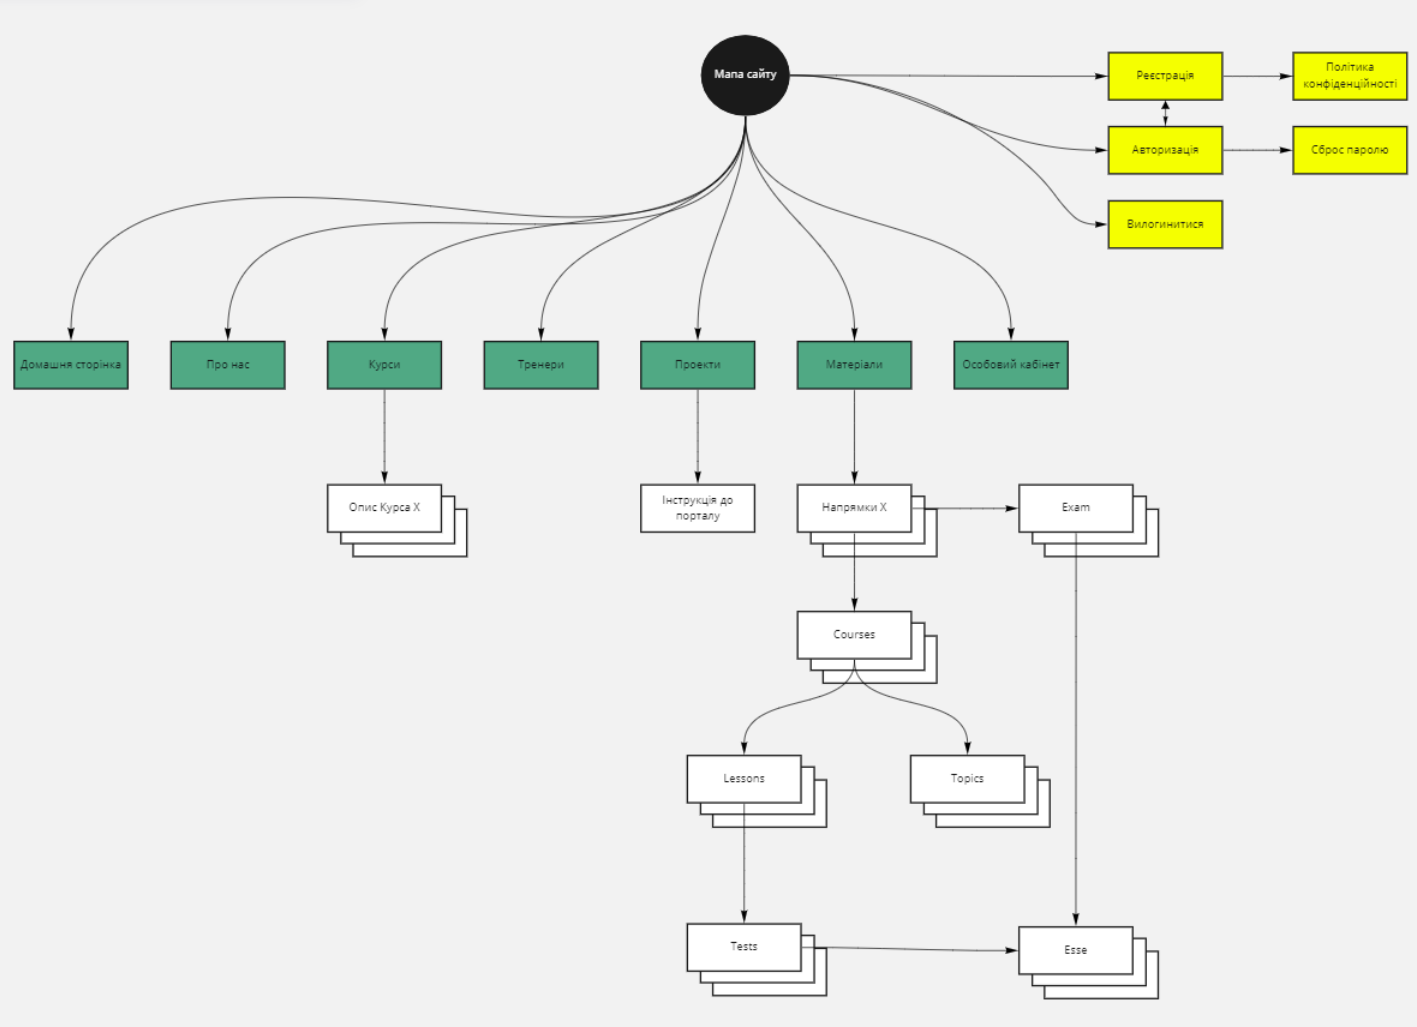 Мапа сайту
Реєстрація
Політика
конфіденційності
Авторизація
Сброс паролю
Вилогинитися
Домашня сторінка
Про нас
Курси
Тренери
Проекти
Матеріали
Особовий кабінет
Опис Курса X
Інструкція до
порталу
Напрямки X
Exam
Courses
Lessons
Topics
Tests
Esse